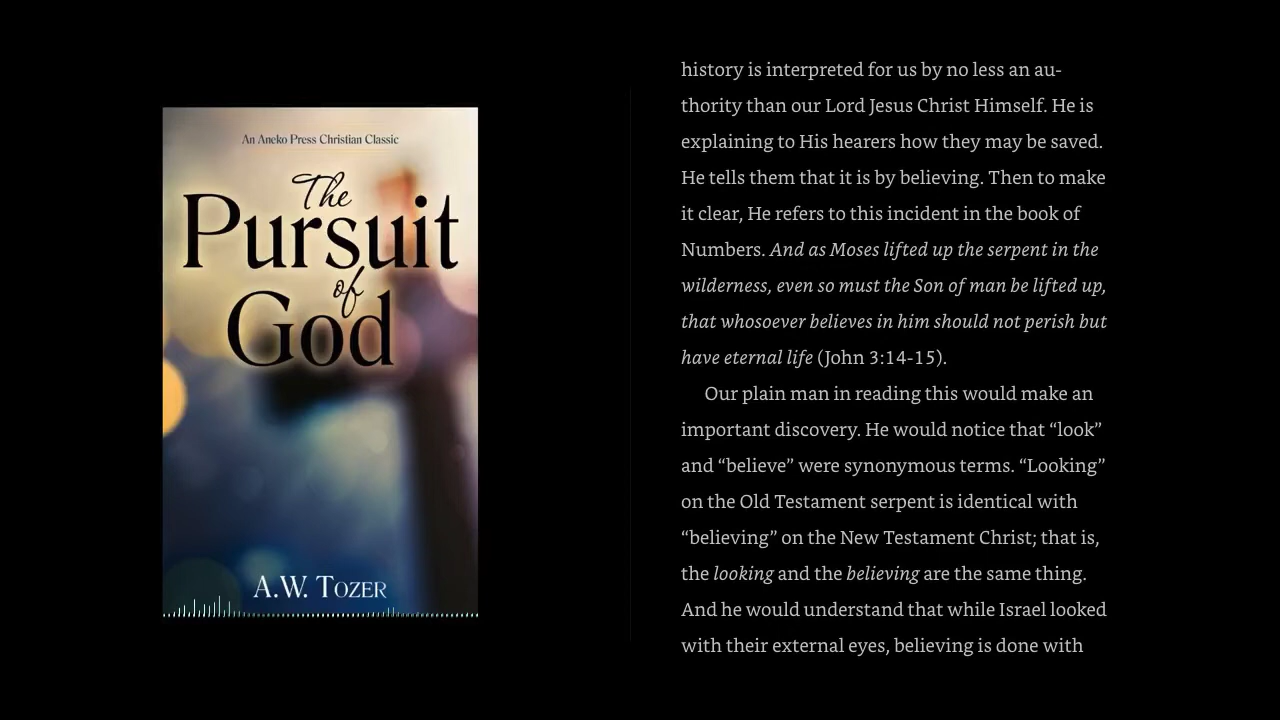 An Aneko Press Christian Classic
The
Pursuit
of
God
A.W. Tozer
history is interpreted for us by no less an au-
thority than our Lord Jesus Christ Himself. He is
explaining to His hearers how they may be saved.
He tells them that it is by believing. Then to make
it clear, He refers to this incident in the book of
Numbers. And as Moses lifted up the serpent in the
wilderness, even so must the Son of man be lifted up,
that whosoever believes in him should not perish but
have eternal life (John 3:14-15).
Our plain man in reading this would make an
important discovery. He would notice that “look”
and “believe” were synonymous terms. “Looking”
on the Old Testament serpent is identical with
“believing” on the New Testament Christ; that is,
the looking and the believing are the same thing.
And he would understand that while Israel looked
with their external eyes, believing is done with